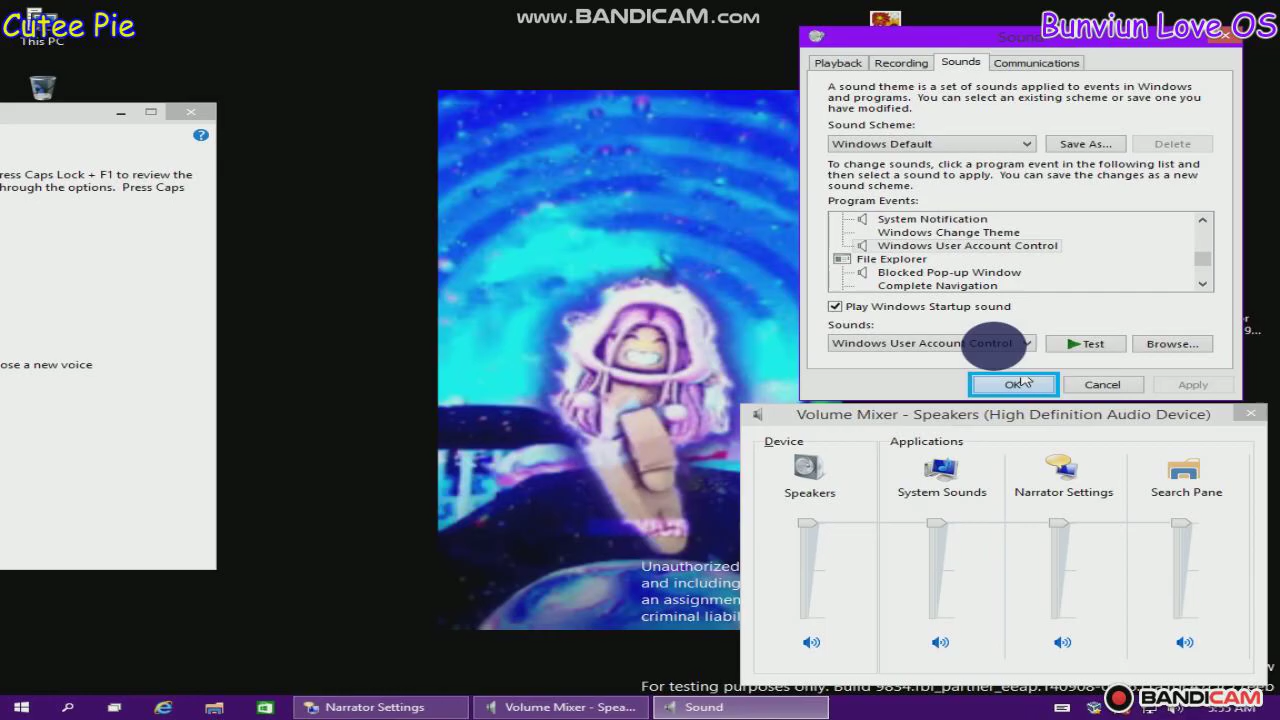 Cutee Pie
www.BANDICAM.com
Bunviun Love OS
This PC
Sound
Playback
Recording
Sounds
Communications
A sound theme is a set of sounds applied to events in Windows
and programs. You can select an existing scheme or save one you
have modified.
Sound Scheme:
Windows Default
Save As...
Delete
To change sounds, click a program event in the following list and
then select a sound to apply. You can save the changes as a new
sound scheme.
Program Events:
System Notification
Windows Change Theme
Windows User Account Control
File Explorer
Blocked Pop-up Window
Complete Navigation
Play Windows Startup sound
Sounds:
Windows User Account Control
Test
Browse...
OK
Cancel
Apply
ress Caps Lock + F1 to review the
through the options. Press Caps
ose a new voice
Volume Mixer - Speakers (High Definition Audio Device)
Device
Applications
Speakers
System Sounds
Narrator Settings
Search Pane
Unauthorized
and including
an assignmen
criminal liabil
For testing purposes only. Build 9834.fbl_partner_eeap.140908-0
BANDICAM
Narrator Settings
Volume Mixer - Spea...
Sound